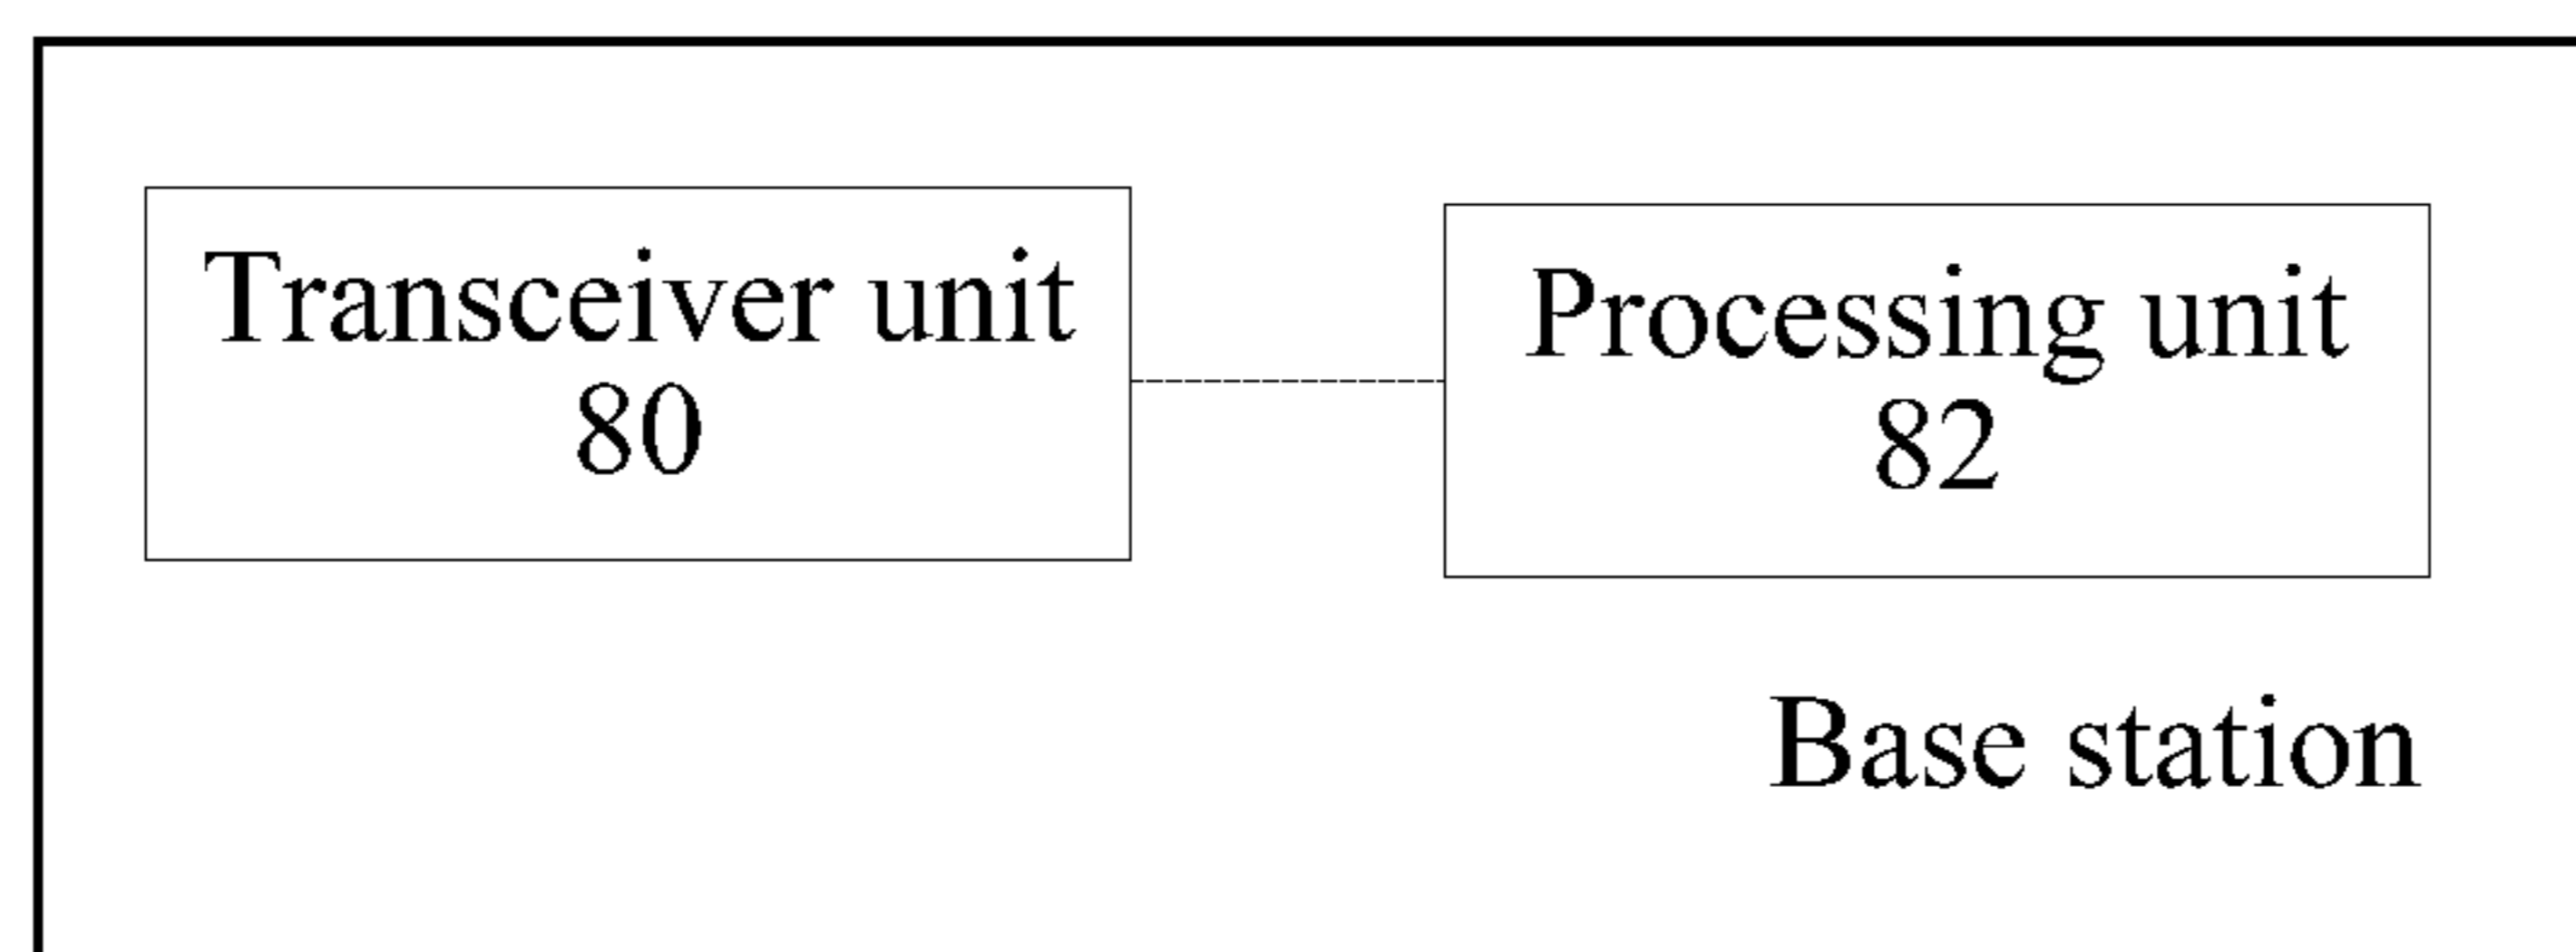 Transceiver unit
80
Processing unit
82
Base station